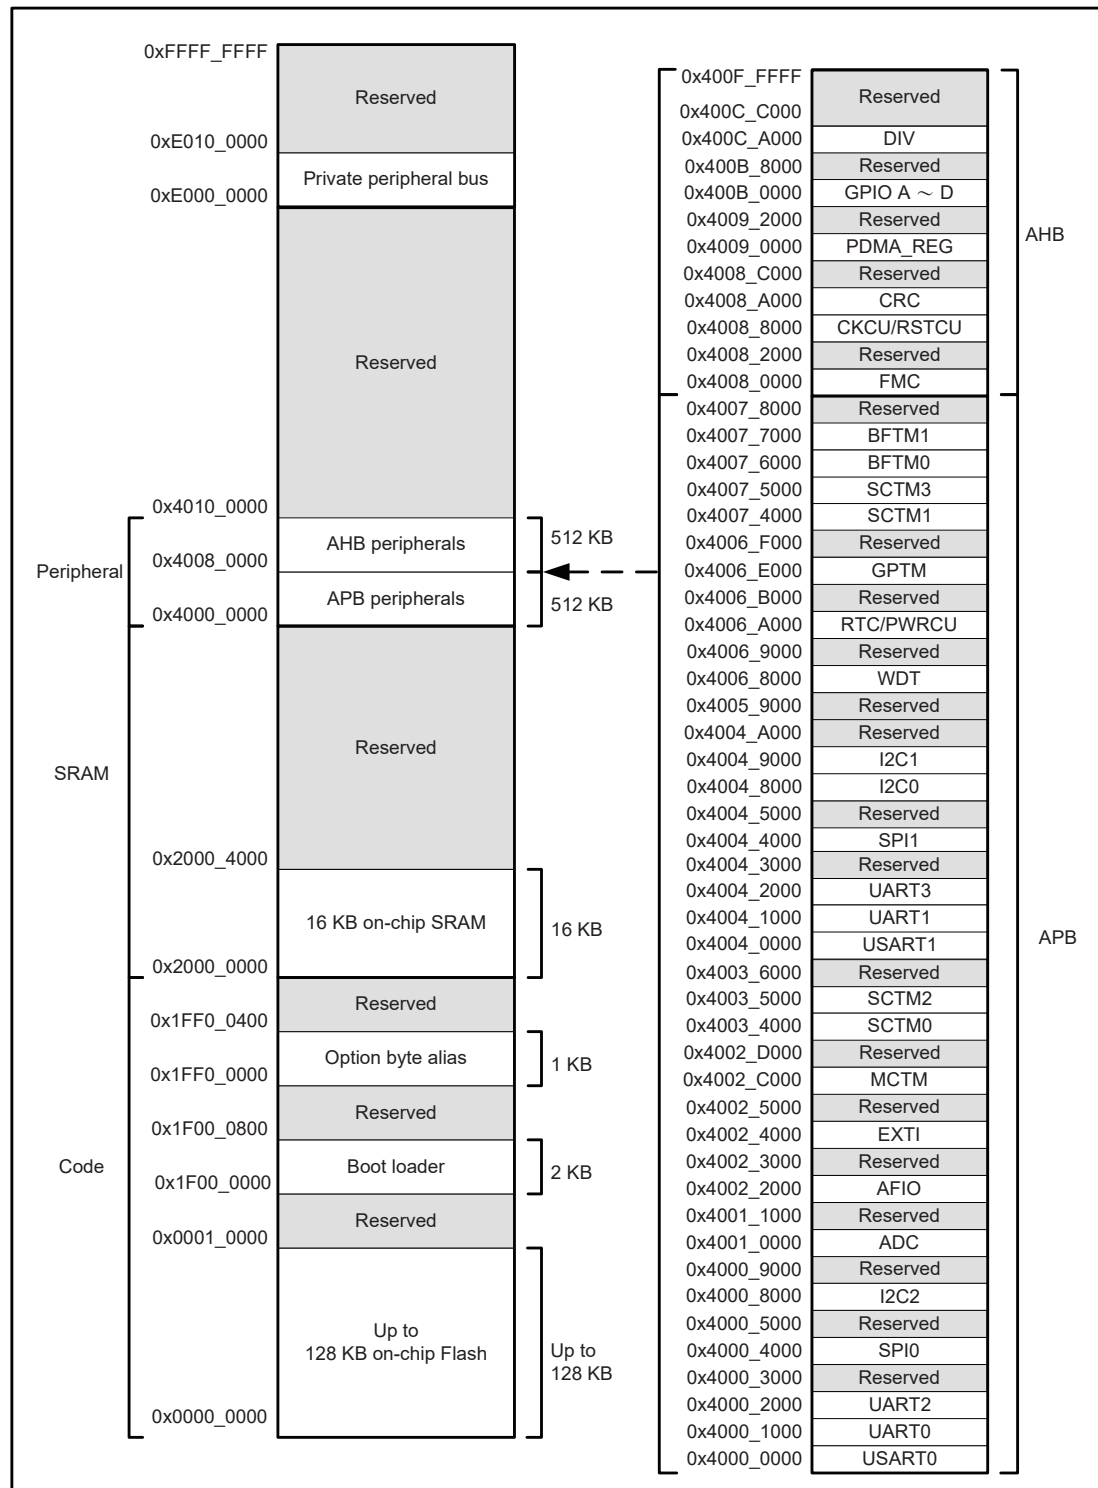 0xFFFF_FFFF
Reserved
0xE010_0000
Private peripheral bus
0xE000_0000
Reserved
0x4010_0000
AHB peripherals
512 KB
0x4008_0000
Peripheral
APB peripherals
512 KB
0x4000_0000
Reserved
SRAM
0x2000_4000
16 KB on-chip SRAM
16 KB
0x2000_0000
Reserved
0x1FF0_0400
Option byte alias
1 KB
0x1FF0_0000
Reserved
0x1F00_0800
Code
Boot loader
2 KB
0x1F00_0000
Reserved
0x0001_0000
Up to
128 KB on-chip Flash
Up to
128 KB
0x0000_0000
0x400F_FFFF
Reserved
0x400C_C000
0x400C_A000 DIV
0x400B_8000 Reserved
0x400B_0000 GPIO A ～ D
0x4009_2000 Reserved
AHB
0x4009_0000 PDMA_REG
0x4008_C000 Reserved
0x4008_A000 CRC
0x4008_8000 CKCU/RSTCU
0x4008_2000 Reserved
0x4008_0000 FMC
0x4007_8000 Reserved
0x4007_7000 BFTM1
0x4007_6000 BFTM0
0x4007_5000 SCTM3
0x4007_4000 SCTM1
0x4006_F000 Reserved
0x4006_E000 GPTM
0x4006_B000 Reserved
0x4006_A000 RTC/PWRCU
0x4006_9000 Reserved
0x4006_8000 WDT
0x4005_9000 Reserved
0x4004_A000 Reserved
0x4004_9000 I2C1
0x4004_8000 I2C0
0x4004_5000 Reserved
0x4004_4000 SPI1
0x4004_3000 Reserved
0x4004_2000 UART3
0x4004_1000 UART1
APB
0x4004_0000 USART1
0x4003_6000 Reserved
0x4003_5000 SCTM2
0x4003_4000 SCTM0
0x4002_D000 Reserved
0x4002_C000 MCTM
0x4002_5000 Reserved
0x4002_4000 EXTI
0x4002_3000 Reserved
0x4002_2000 AFIO
0x4001_1000 Reserved
0x4001_0000 ADC
0x4000_9000 Reserved
0x4000_8000 I2C2
0x4000_5000 Reserved
0x4000_4000 SPI0
0x4000_3000 Reserved
0x4000_2000 UART2
0x4000_1000 UART0
0x4000_0000 USART0